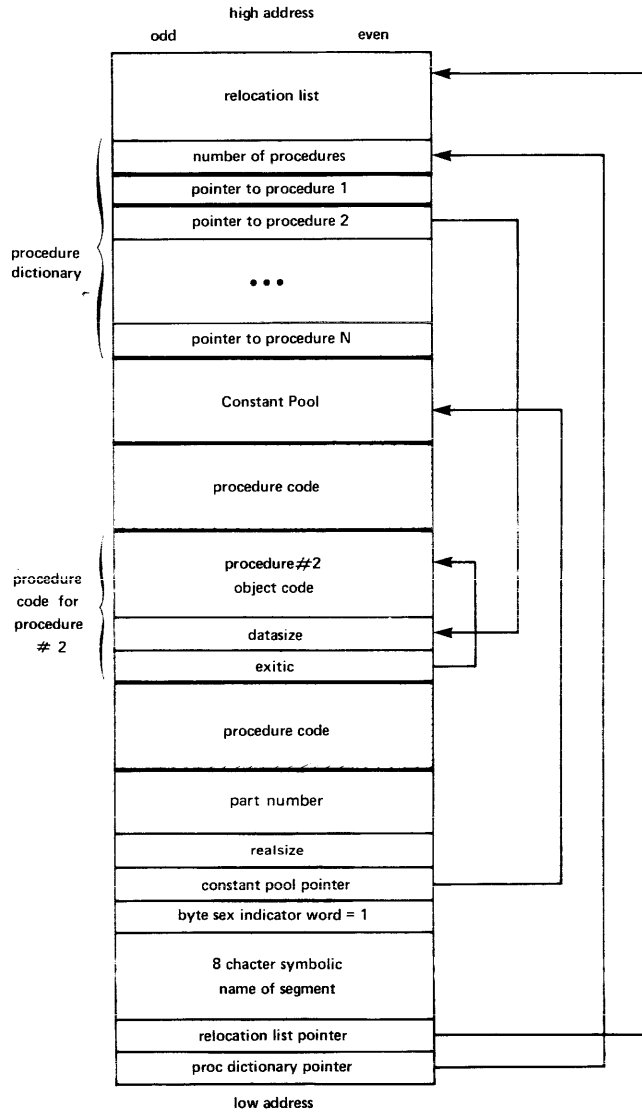 high address
odd even
relocation list
number of procedures
pointer to procedure 1
pointer to procedure 2
procedure
dictionary
•••
pointer to procedure N
Constant Pool
procedure code
procedure #2
object code
procedure
code for
procedure
# 2
datasize
exitic
procedure code
part number
realsize
constant pool pointer
byte sex indicator word = 1
8 chacter symbolic
name of segment
relocation list pointer
proc dictionary pointer
low address